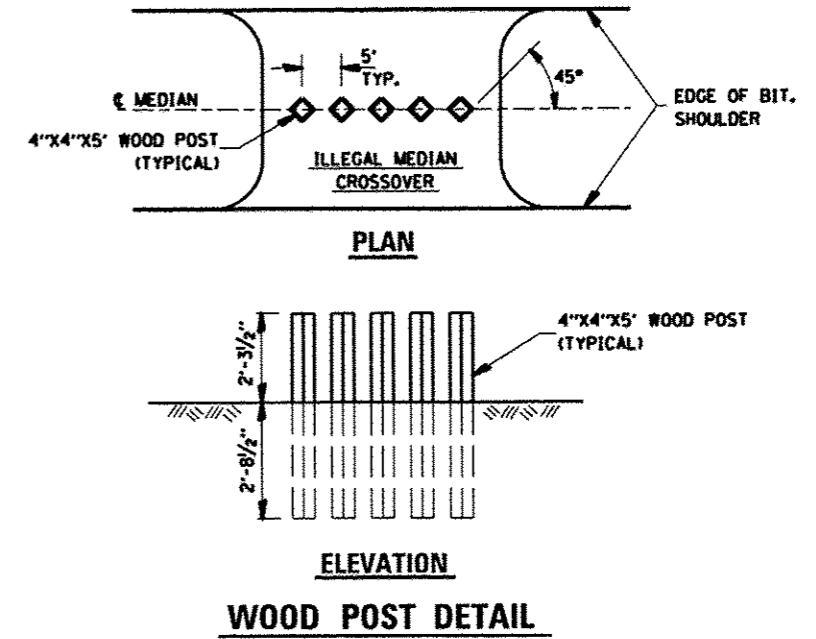 5'
TYP.
45°
℄ MEDIAN
EDGE OF BIT.
SHOULDER
4"X4"X5' WOOD POST
(TYPICAL)
ILLEGAL MEDIAN
CROSSOVER
PLAN
4"X4"X5' WOOD POST
(TYPICAL)
2'-3½"
2'-8½"
ELEVATION
WOOD POST DETAIL